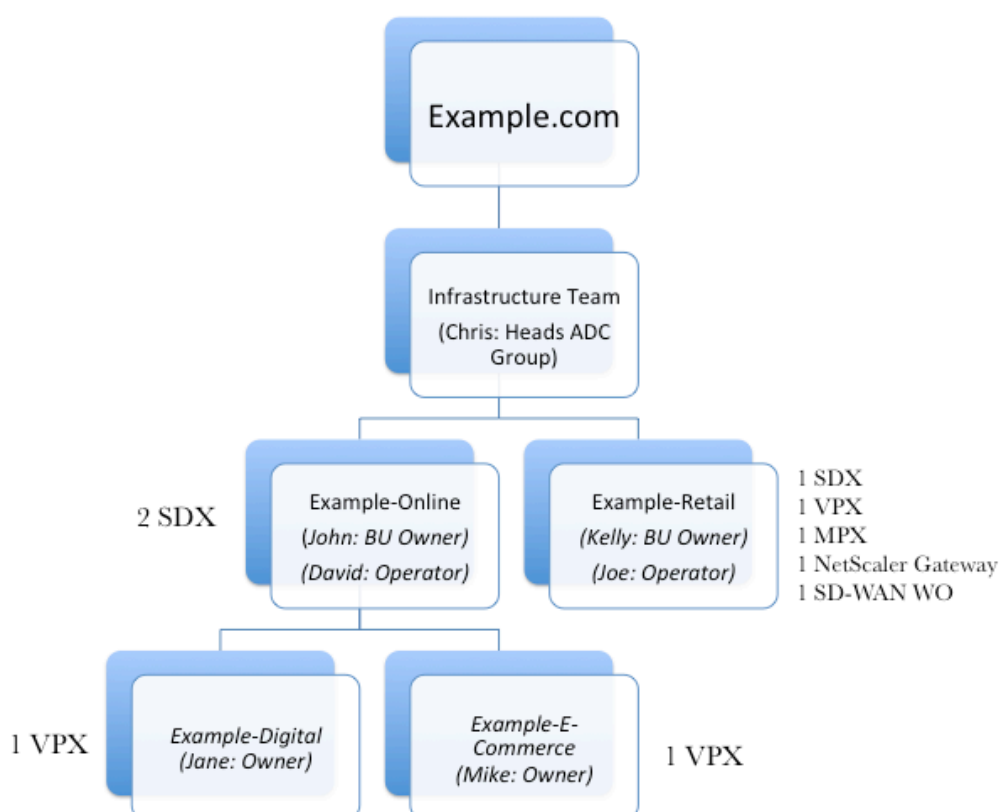 Example.com
Infrastructure Team
(Chris: Heads ADC
Group)
2 SDX
Example-Online
(John: BU Owner)
(David: Operator)
Example-Retail
(Kelly: BU Owner)
(Joe: Operator)
1 SDX
1 VPX
1 MPX
1 NetScaler Gateway
1 SD-WAN WO
1 VPX
Example-Digital
(Jane: Owner)
Example-E-
Commerce
(Mike: Owner)
1 VPX